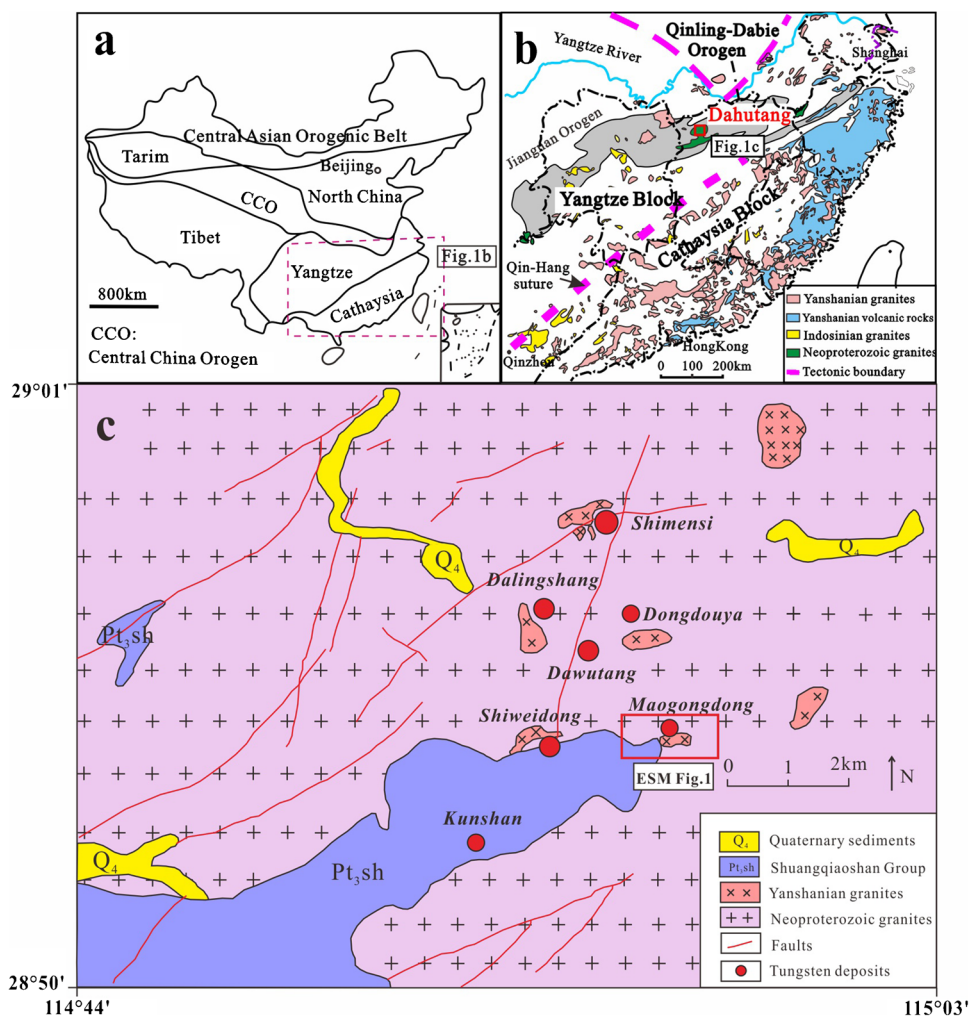 a
Central Asian Orogenic Belt
Tarim
Beijing
North China
CCO
Tibet
Yangtze
Fig.1b
800km
Cathaysia
CCO:
Central China Orogen
b
Qinling-Dabie
Orogen
Yangtze River
Shanghai
Dahutang
Jiangnan Orogen
Fig.1c
Yangtze Block
Cathaysia Block
Qin-Hang
suture
Qinzhou
HongKong
0 100 200km
Yanshanian granites
Yanshanian volcanic rocks
Indosinian granites
Neoproterozoic granites
Tectonic boundary
29°01'
c
Shimensi
Q₄
Q₄
Dalingshang
Dongdouya
Pt₃sh
Dawutang
Maogongdong
Shiweidong
ESM Fig.1
0 1 2km
N
Kunshan
Q₄
Pt₃sh
Q₄ Quaternary sediments
Pt₃sh Shuangqiaoshan Group
Yanshanian granites
Neoproterozoic granites
Faults
Tungsten deposits
28°50'
114°44'
115°03'